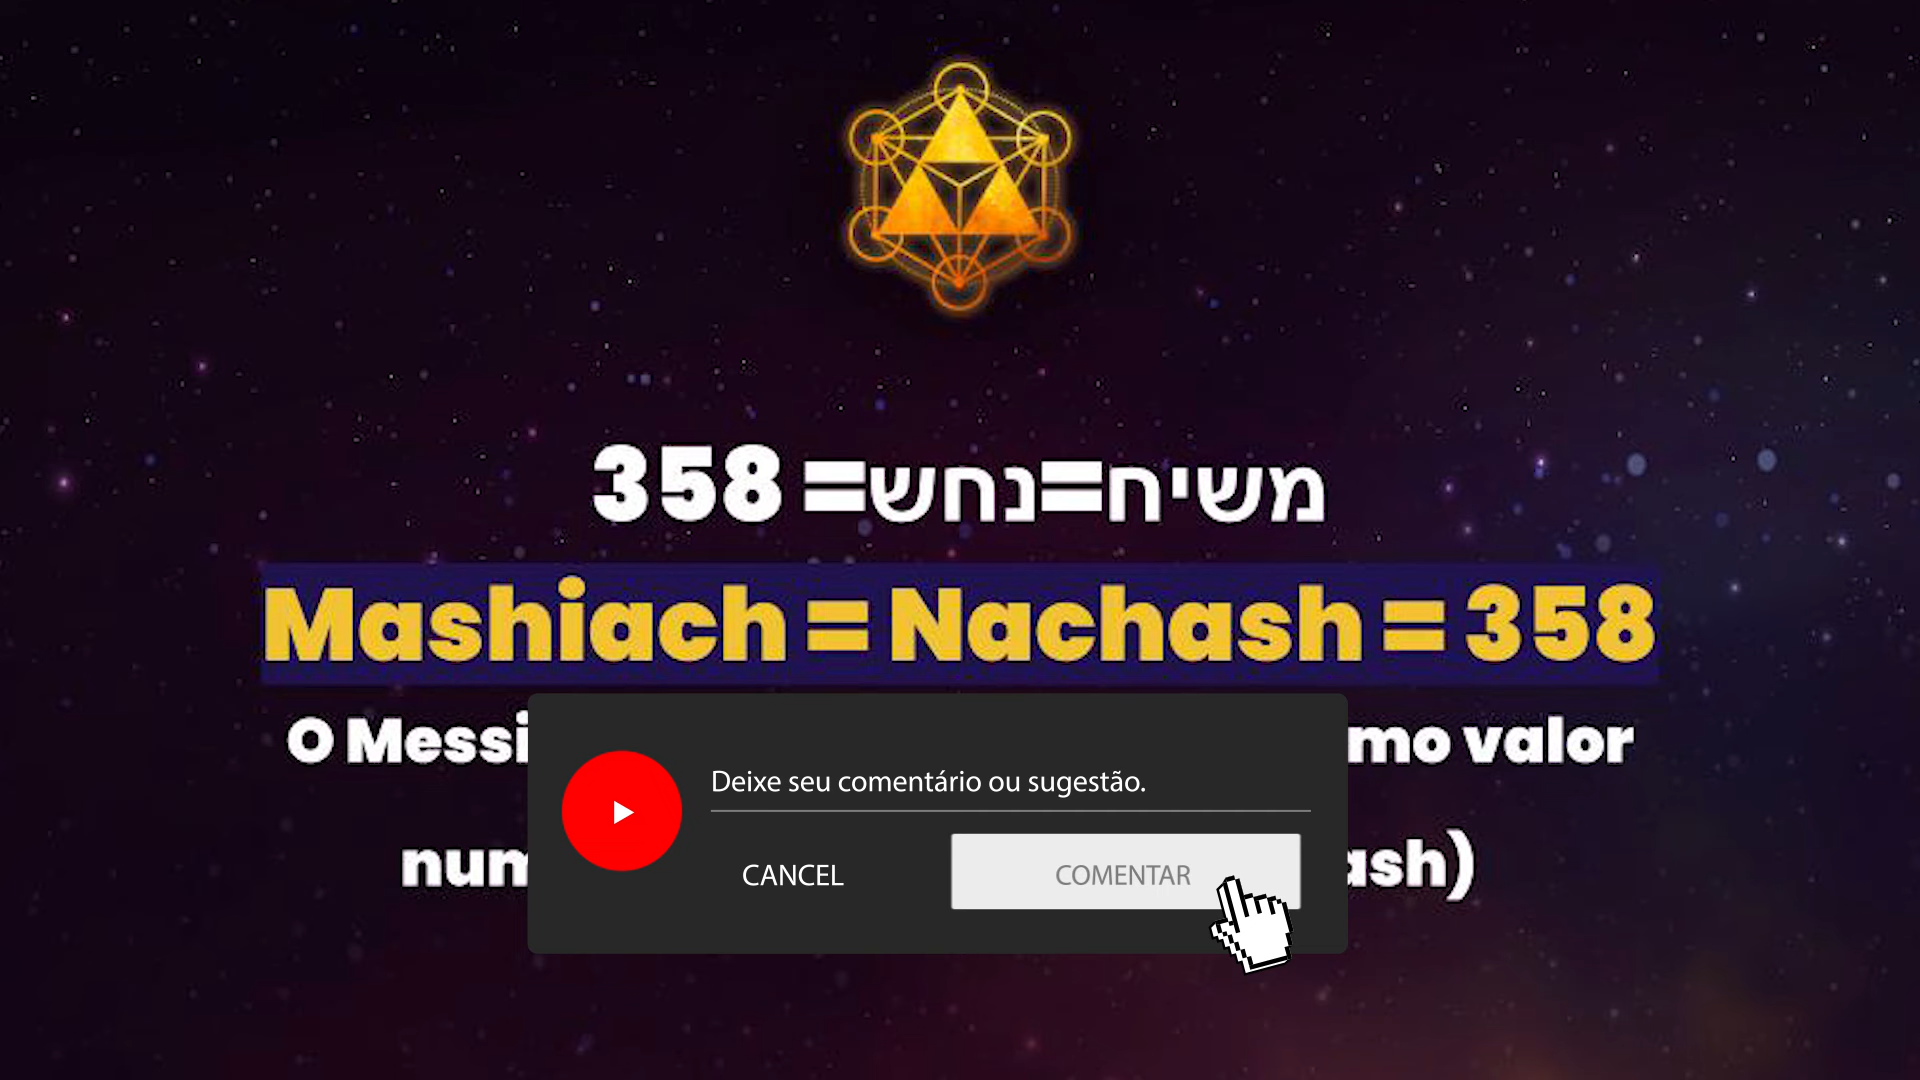 משיח=נחש= 358
Mashiach = Nachash = 358
O Messi mo valor
num ash)
Deixe seu comentário ou sugestão.
CANCEL
COMENTAR